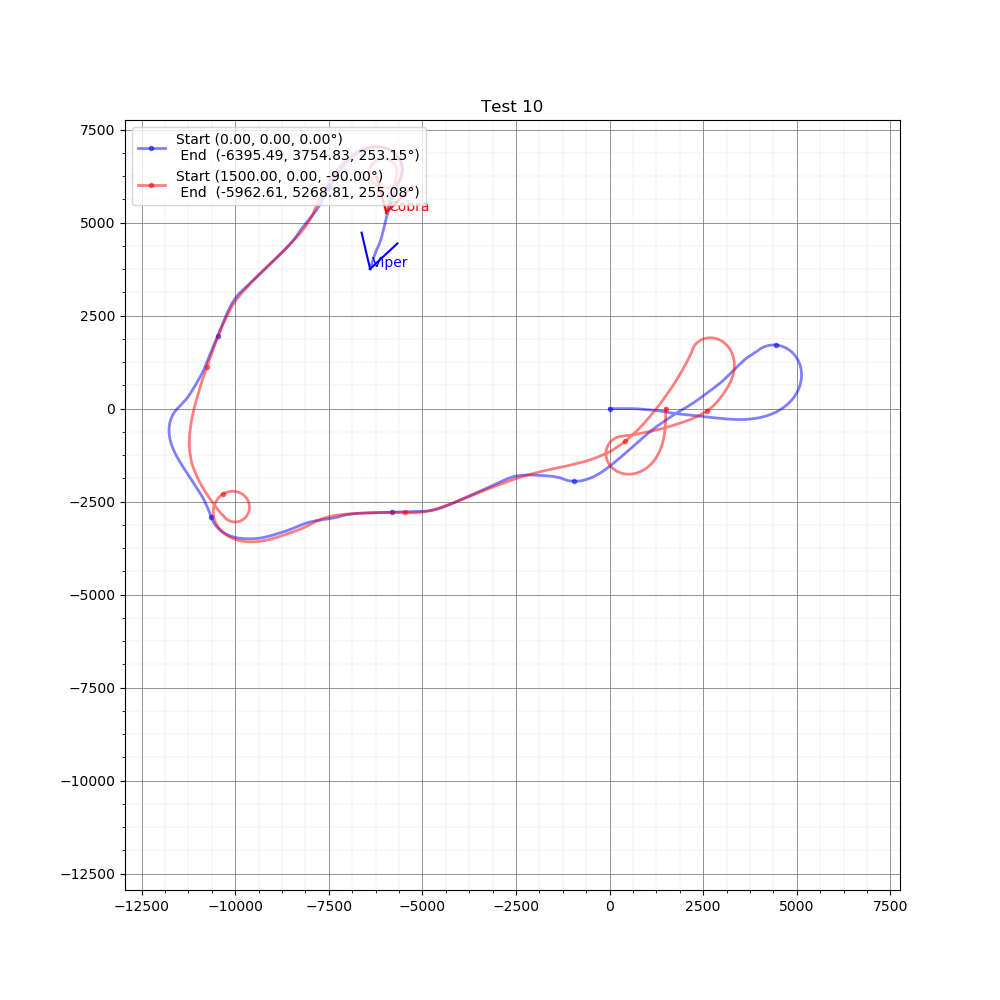 Test 10
7500
5000
2500
0
−2500
−5000
−7500
−10000
−12500
Start (0.00, 0.00, 0.00°)
End (-6395.49, 3754.83, 253.15°)
Start (1500.00, 0.00, -90.00°)
End (-5962.61, 5268.81, 255.08°)
Cobra
Viper
−12500 −10000 −7500 −5000 −2500 0 2500 5000 7500